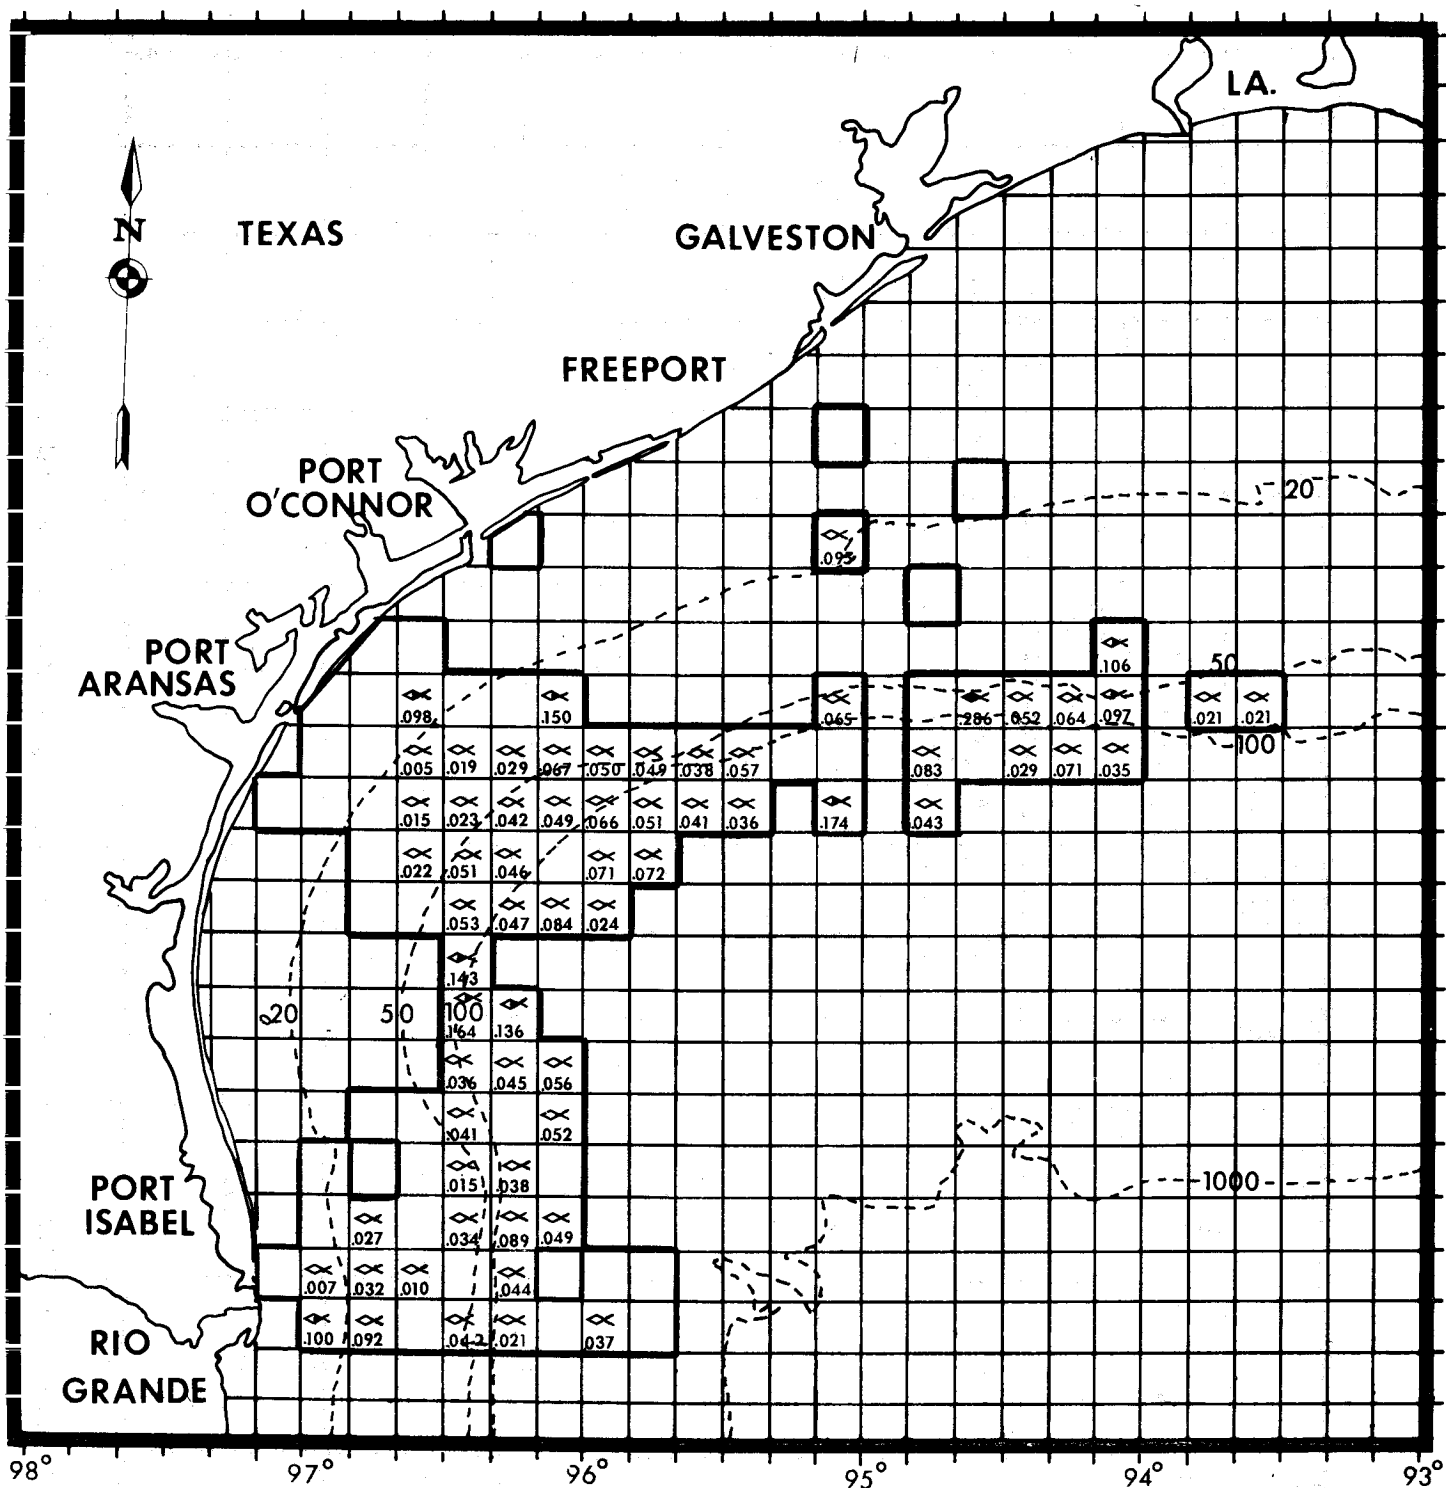 LA.
N
TEXAS
GALVESTON
FREEPORT
PORT
O'CONNOR
20
.095
PORT
ARANSAS
.106
50
.098 .150 .065 .286 .052 .064 .097 .021 .021
100
.005 .019 .029 .067 .050 .049 .038 .057 .083 .029 .071 .035
.015 .023 .042 .049 .066 .051 .041 .036 .174 .043
.022 .051 .046 .071 .072
.053 .047 .084 .024
.143
20 50 100
.164 .136
.036 .045 .056
.041 .052
.015 .038
1000
PORT
ISABEL
.027 .034 .089 .049
.007 .032 .010 .044
.100 .092 .042 .021 .037
RIO
GRANDE
98° 97° 96° 95° 94° 93°